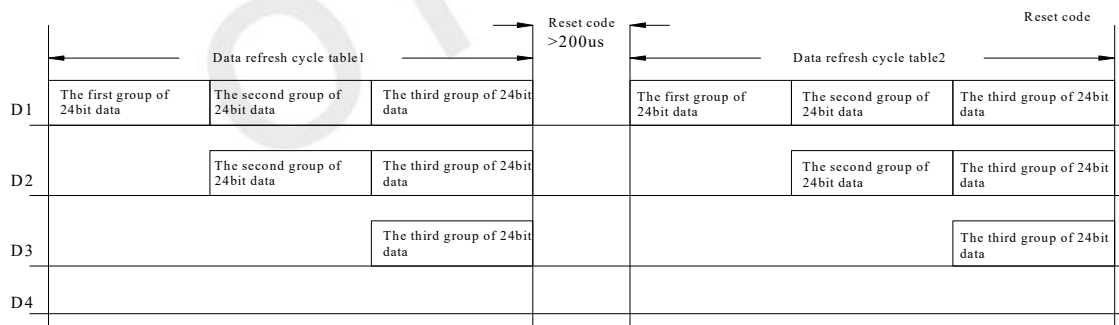 Reset code
>200us
Reset code
Data refresh cycle table1
Data refresh cycle table2
D1
The first group of
24bit data
The second group of
24bit data
The third group of 24bit
data
The first group of
24bit data
The second group of
24bit data
The third group of 24bit
data
D2
The second group of
24bit data
The third group of 24bit
data
The second group of
24bit data
The third group of 24bit
data
D3
The third group of 24bit
data
The third group of 24bit
data
D4